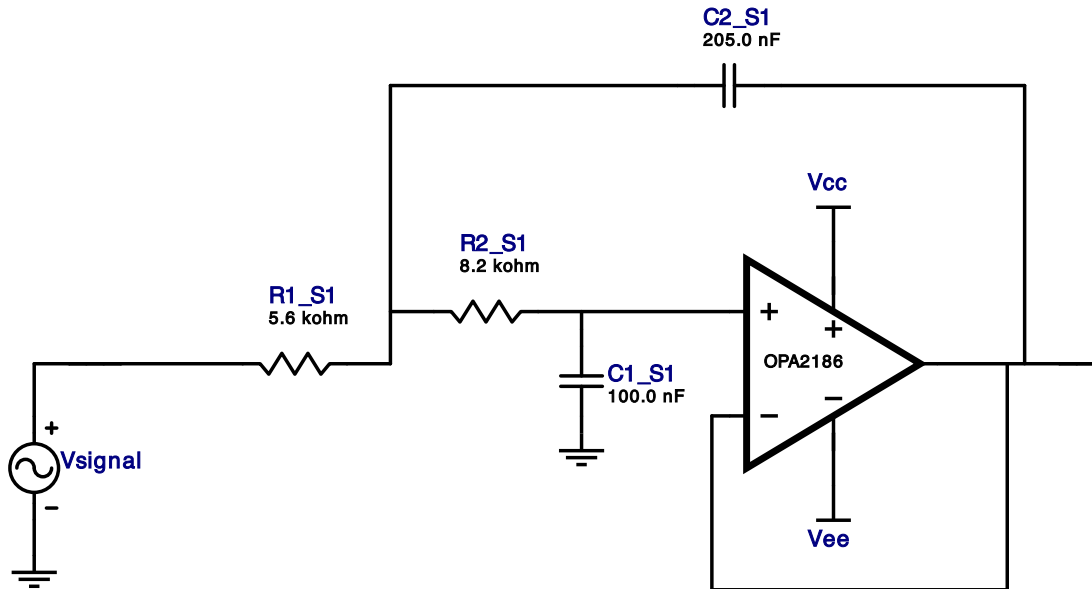 C2_S1
205.0 nF
Vcc
R2_S1
8.2 kohm
R1_S1
5.6 kohm
+
+
OPA2186
C1_S1
100.0 nF
−
−
+
Vsignal
−
Vee